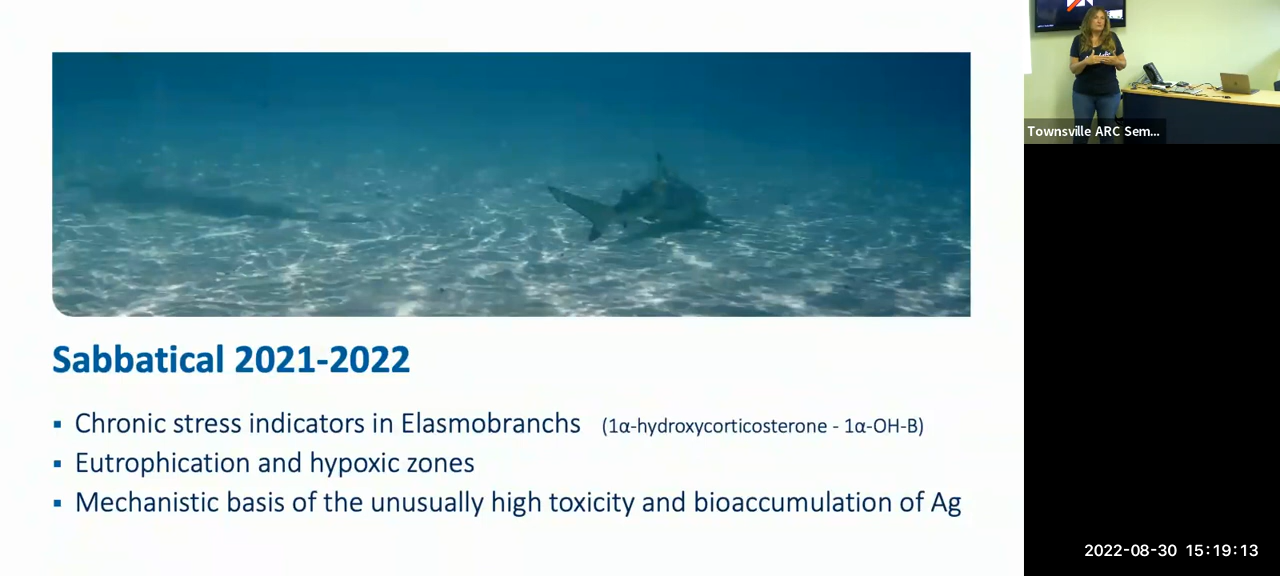 Townsville ARC Sem...
Sabbatical 2021-2022
▪ Chronic stress indicators in Elasmobranchs (1α-hydroxycorticosterone - 1α-OH-B)
▪ Eutrophication and hypoxic zones
▪ Mechanistic basis of the unusually high toxicity and bioaccumulation of Ag
2022-08-30 15:19:13